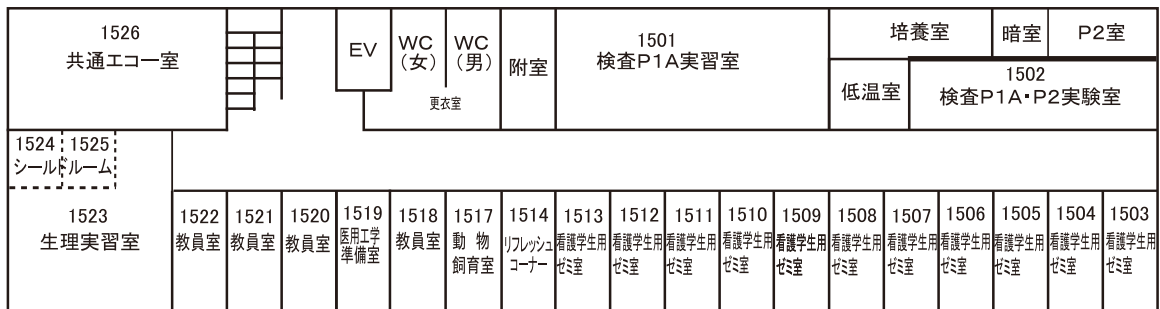 1526
共通エコー室
EV
WC
(女)
WC
(男)
更衣室
附室
1501
検査P1A実習室
培養室
暗室
P2室
低温室
1502
検査P1A・P2実験室
1524
1525
シールドルーム
1523
生理実習室
1522
教員室
1521
教員室
1520
教員室
1519
医用工学
準備室
1518
教員室
1517
動物
飼育室
1514
リフレッシュ
コーナー
1513
看護学生用
ゼミ室
1512
看護学生用
ゼミ室
1511
看護学生用
ゼミ室
1510
看護学生用
ゼミ室
1509
看護学生用
ゼミ室
1508
看護学生用
ゼミ室
1507
看護学生用
ゼミ室
1506
看護学生用
ゼミ室
1505
看護学生用
ゼミ室
1504
看護学生用
ゼミ室
1503
看護学生用
ゼミ室